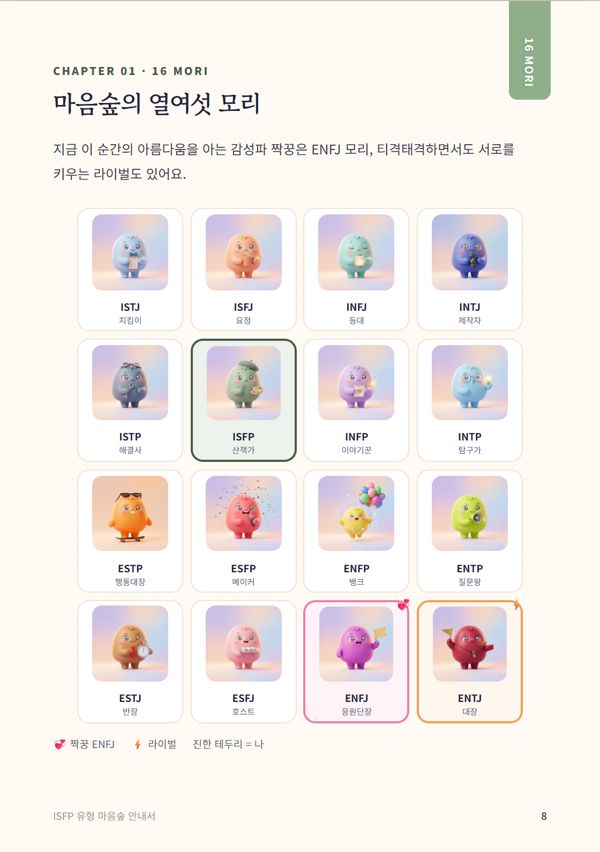 16 MORI
CHAPTER 01 · 16 MORI
마음숲의 열여섯 모리
지금 이 순간의 아름다움을 아는 감성파 짝꿍은 ENFJ 모리, 티격태격하면서도 서로를
키우는 라이벌도 있어요.
ISTJ
지킴이
ISFJ
요정
INFJ
등대
INTJ
제작자
ISTP
해결사
ISFP
산책가
INFP
이야기꾼
INTP
탐구가
ESTP
행동대장
ESFP
메이커
ENFP
뱅크
ENTP
질문왕
ESTJ
반장
ESFJ
호스트
ENFJ
응원단장
ENTJ
대장
짝꿍 ENFJ 라이벌 진한 테두리 = 나
ISFP 유형 마음숲 안내서
8